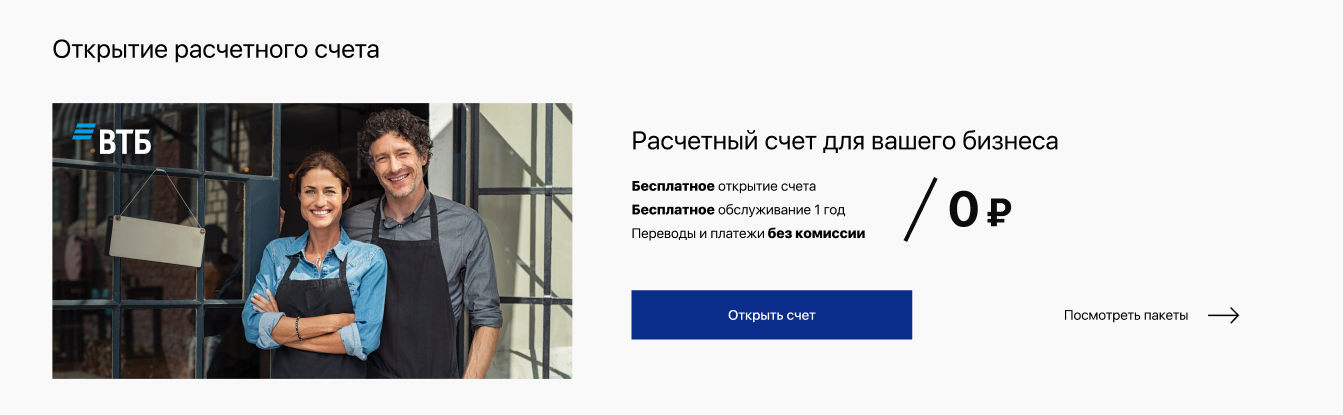 Открытие расчетного счета
ВТБ
Расчетный счет для вашего бизнеса
Бесплатное открытие счета
Бесплатное обслуживание 1 год
Переводы и платежи без комиссии
/ 0 ₽
Открыть счет
Посмотреть пакеты →